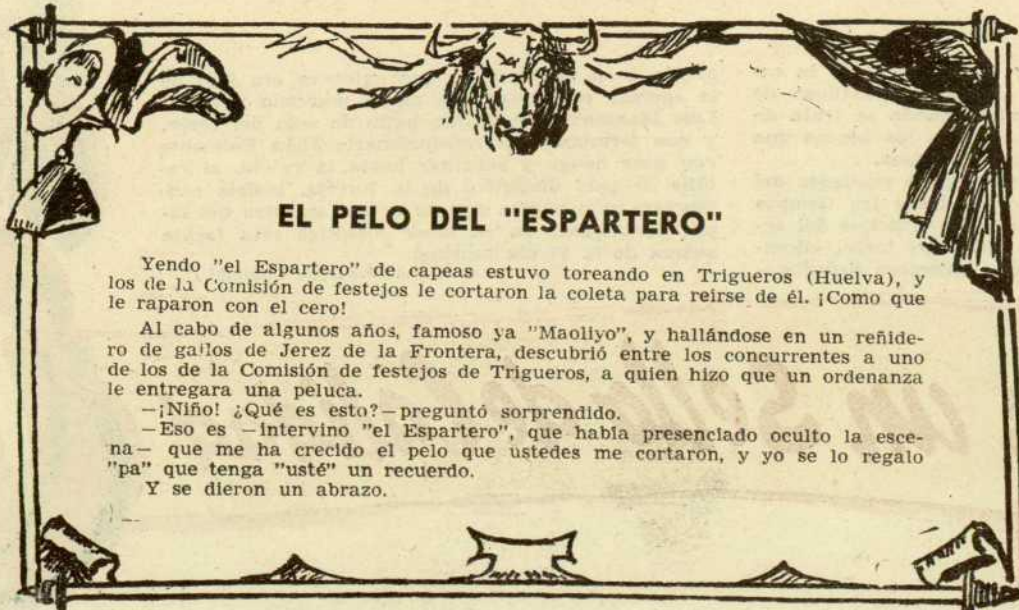 EL PELO DEL "ESPARTERO"
Yendo "el Espartero" de capeas estuvo toreando en Trigueros (Huelva), y
los de la Comisión de festejos le cortaron la coleta para reirse de él. ¡Como que
le raparon con el cero!
Al cabo de algunos años, famoso ya "Maoliyo", y hallándose en un reñide-
ro de gallos de Jerez de la Frontera, descubrió entre los concurrentes a uno
de los de la Comisión de festejos de Trigueros, a quien hizo que un ordenanza
le entregara una peluca.
—¡Niño! ¿Qué es esto?—preguntó sorprendido.
—Eso es —intervino "el Espartero", que había presenciado oculto la esce-
na— que me ha crecido el pelo que ustedes me cortaron, y yo se lo regalo
"pa" que tenga "usté" un recuerdo.
Y se dieron un abrazo.